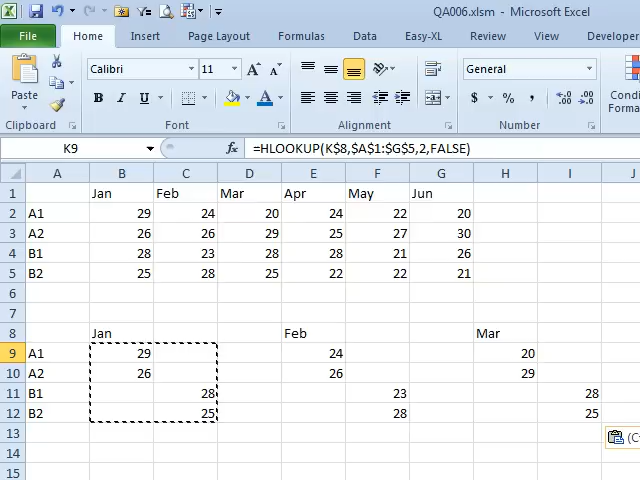 QA006.xlsm - Microsoft Excel
File Home Insert Page Layout Formulas Data Easy-XL Review View Developer
Paste Calibri 11 A A General
B I U A $ % , .00 .00
Clipboard Font Alignment Number
K9 fx =HLOOKUP(K$8,$A$1:$G$5,2,FALSE)
A B C D E F G H I J
1 Jan Feb Mar Apr May Jun
2 A1 29 24 20 24 22 20
3 A2 26 26 29 25 27 30
4 B1 28 23 28 28 21 26
5 B2 25 28 25 22 22 21
6
7
8 Jan Feb Mar
9 A1 29 24 20
10 A2 26 26 29
11 B1 28 23 28
12 B2 25 28 25
13
14
15